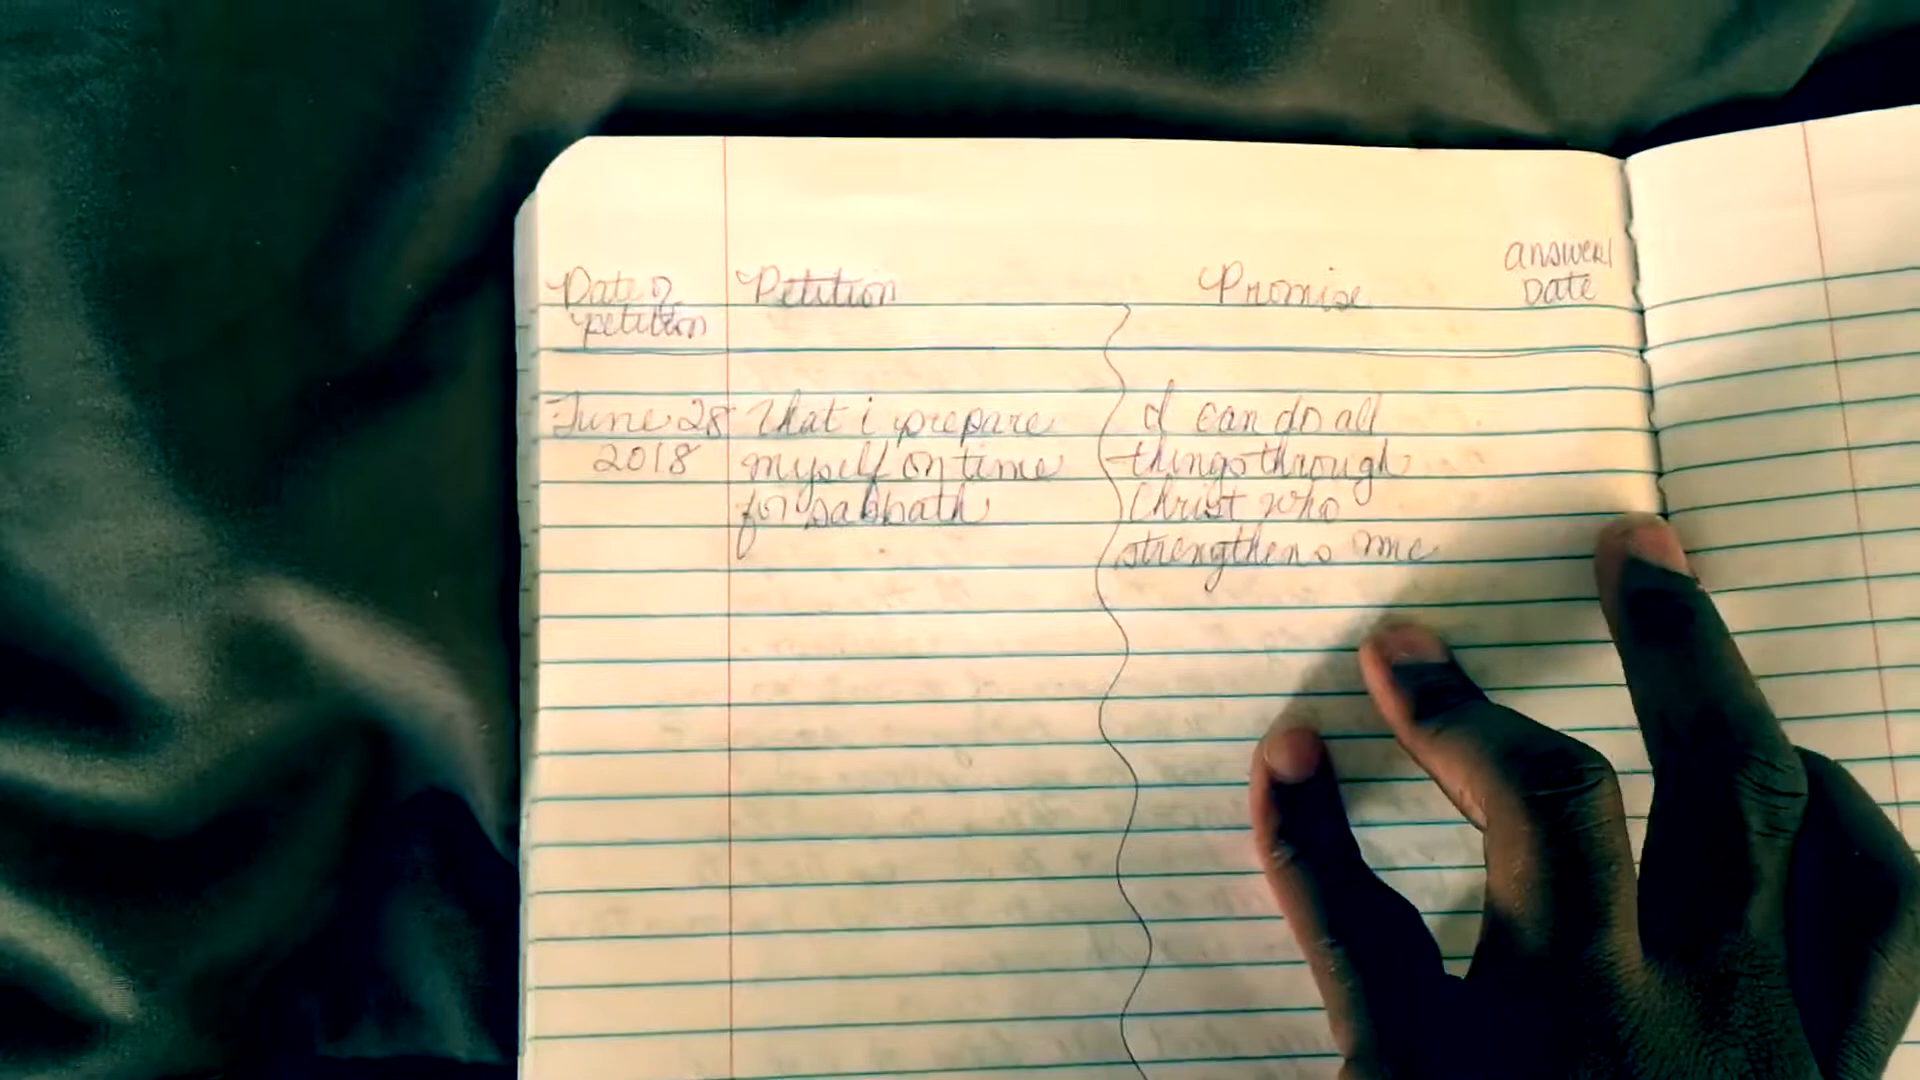 Date of Petition Promise answer/
petition Date
June 28 That i prepare I can do all
2018 myself on time things through
for sabbath Christ who
strengthens me